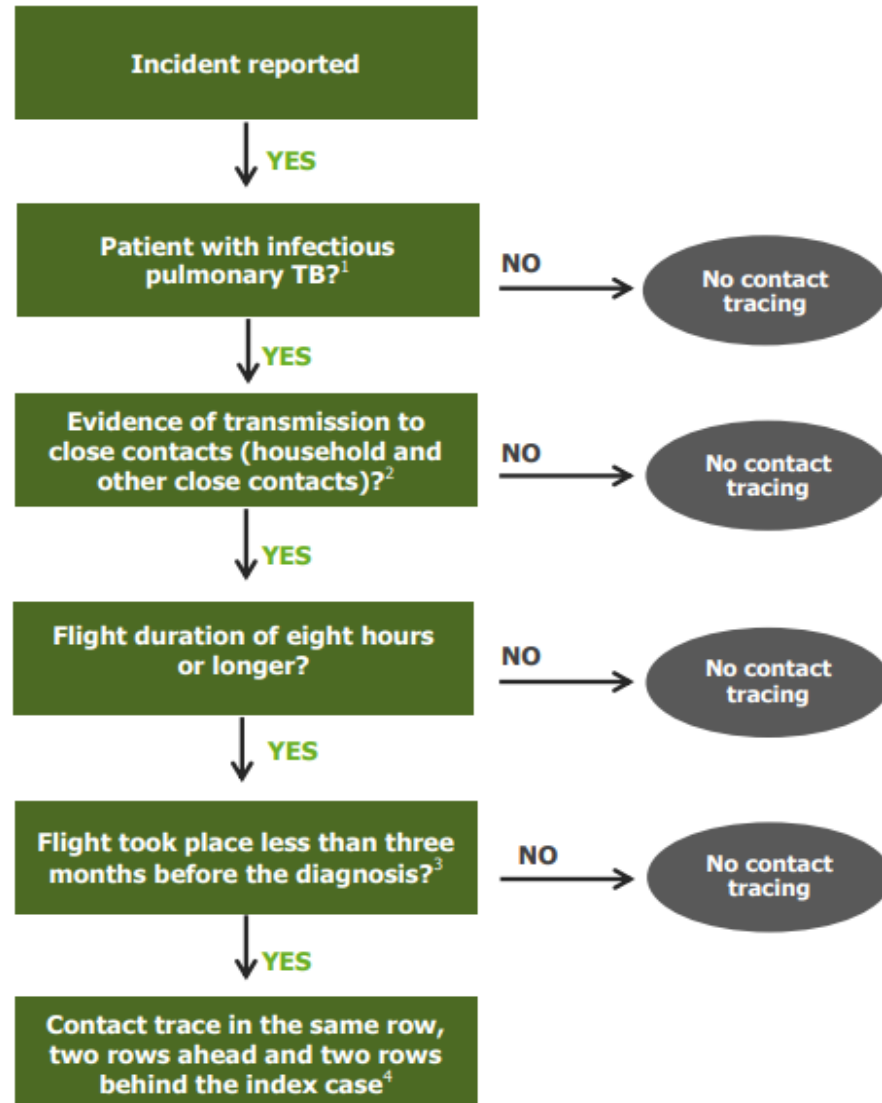 Incident reported
YES
Patient with infectious
pulmonary TB?¹
NO
No contact
tracing
YES
Evidence of transmission to
close contacts (household and
other close contacts)?²
NO
No contact
tracing
YES
Flight duration of eight hours
or longer?
NO
No contact
tracing
YES
Flight took place less than three
months before the diagnosis?³
NO
No contact
tracing
YES
Contact trace in the same row,
two rows ahead and two rows
behind the index case⁴